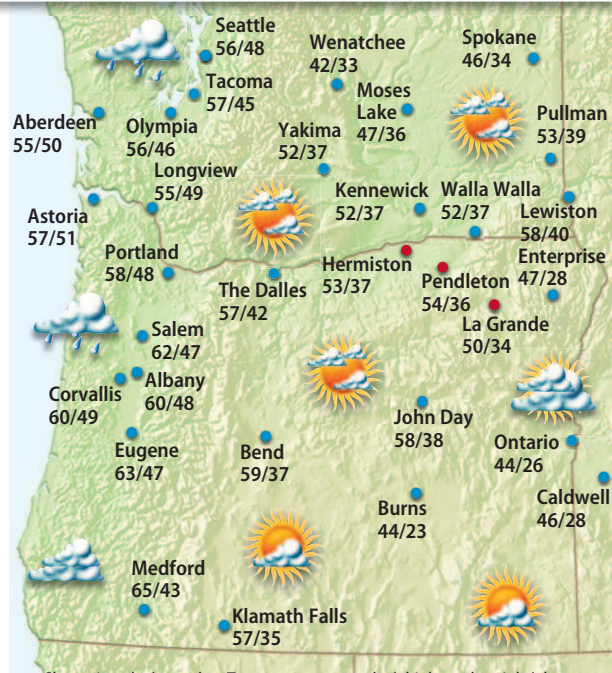 Seattle
56/48
Wenatchee
42/33
Spokane
46/34
Tacoma
57/45
Moses
Lake
47/36
Aberdeen
55/50
Olympia
56/46
Yakima
52/37
Pullman
53/39
Longview
55/49
Kennewick
52/37
Walla Walla
52/37
Lewiston
58/40
Astoria
57/51
Portland
58/48
The Dalles
57/42
Hermiston
53/37
Pendleton
54/36
Enterprise
47/28
La Grande
50/34
Salem
62/47
Albany
60/48
Corvallis
60/49
John Day
58/38
Eugene
63/47
Bend
59/37
Ontario
44/26
Burns
44/23
Caldwell
46/28
Medford
65/43
Klamath Falls
57/35